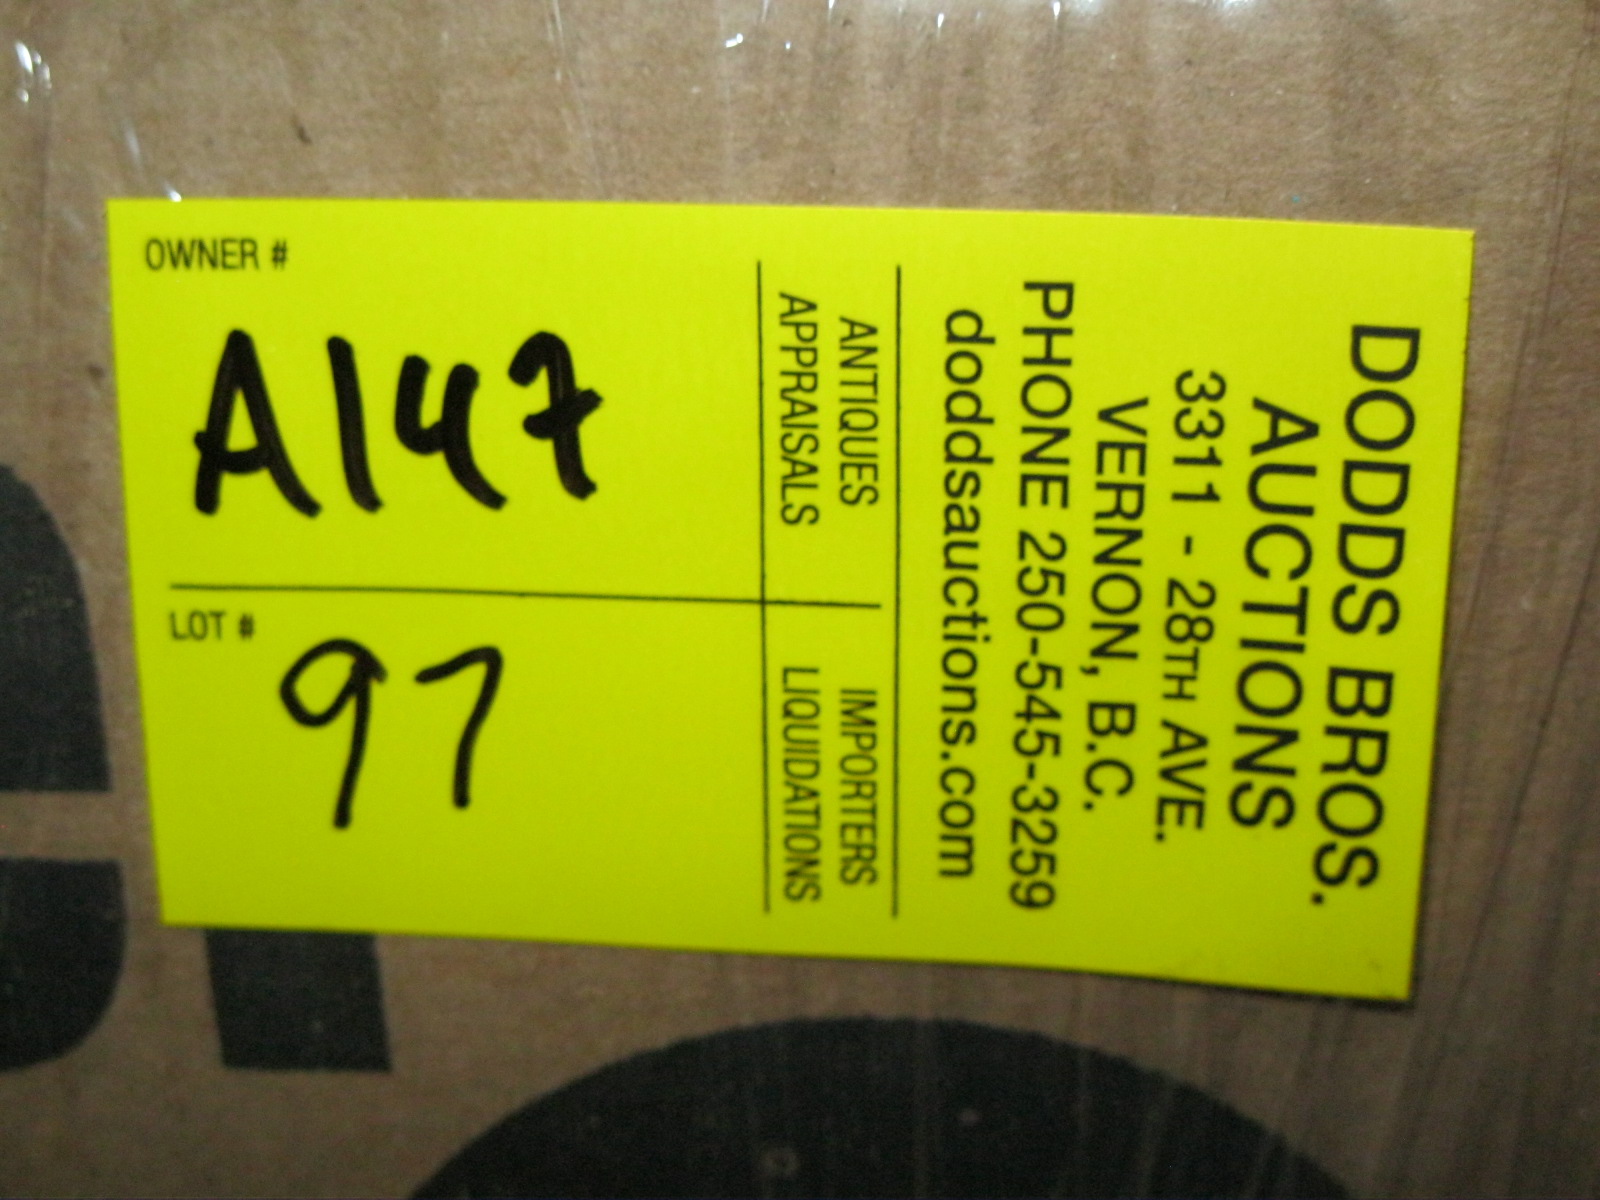 DODDS BROS.
AUCTIONS
3311 - 28TH AVE.
VERNON, B.C.
PHONE 250-545-3259
doddsauctions.com
ANTIQUES
APPRAISALS
IMPORTERS
LIQUIDATIONS
OWNER #
A147
LOT #
97